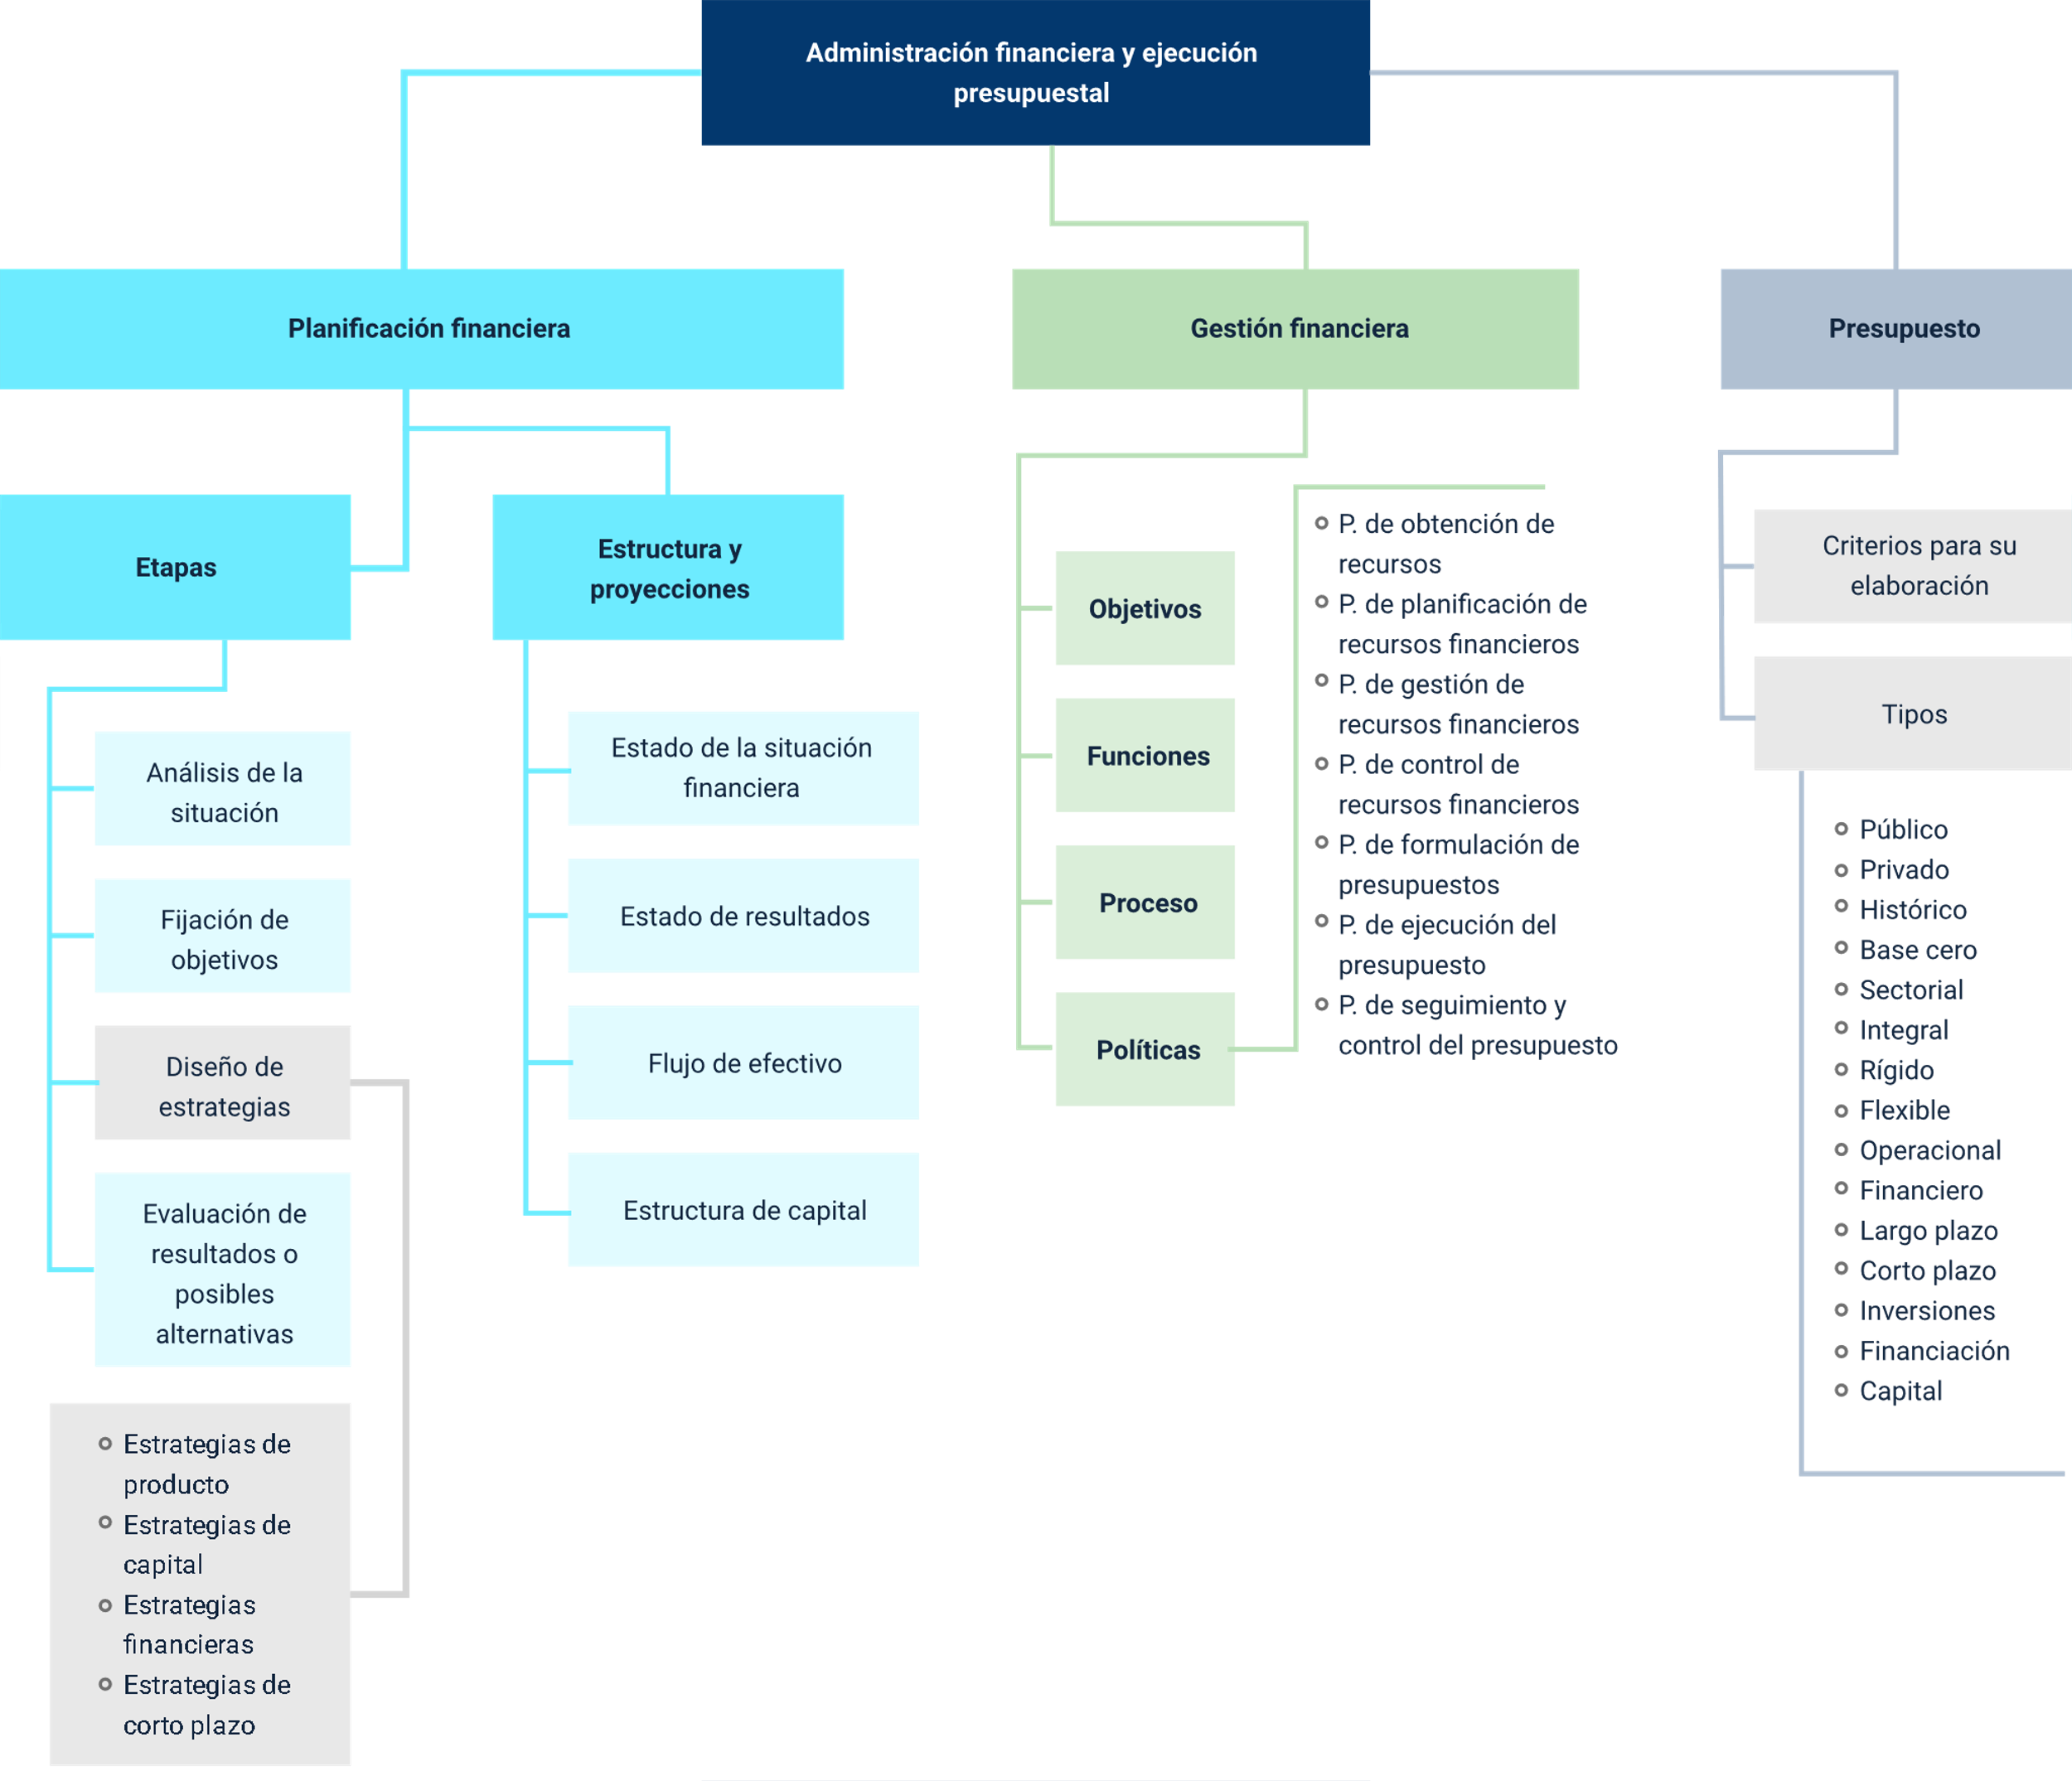 Administración financiera y ejecución
presupuestal
Planificación financiera
Gestión financiera
Presupuesto
Etapas
Estructura y
proyecciones
Análisis de la
situación
Fijación de
objetivos
Diseño de
estrategias
Evaluación de
resultados o
posibles
alternativas
Estrategias de
producto
Estrategias de
capital
Estrategias
financieras
Estrategias de
corto plazo
Estado de la situación
financiera
Estado de resultados
Flujo de efectivo
Estructura de capital
Objetivos
Funciones
Proceso
Políticas
P. de obtención de
recursos
P. de planificación de
recursos financieros
P. de gestión de
recursos financieros
P. de control de
recursos financieros
P. de formulación de
presupuestos
P. de ejecución del
presupuesto
P. de seguimiento y
control del presupuesto
Criterios para su
elaboración
Tipos
Público
Privado
Histórico
Base cero
Sectorial
Integral
Rígido
Flexible
Operacional
Financiero
Largo plazo
Corto plazo
Inversiones
Financiación
Capital